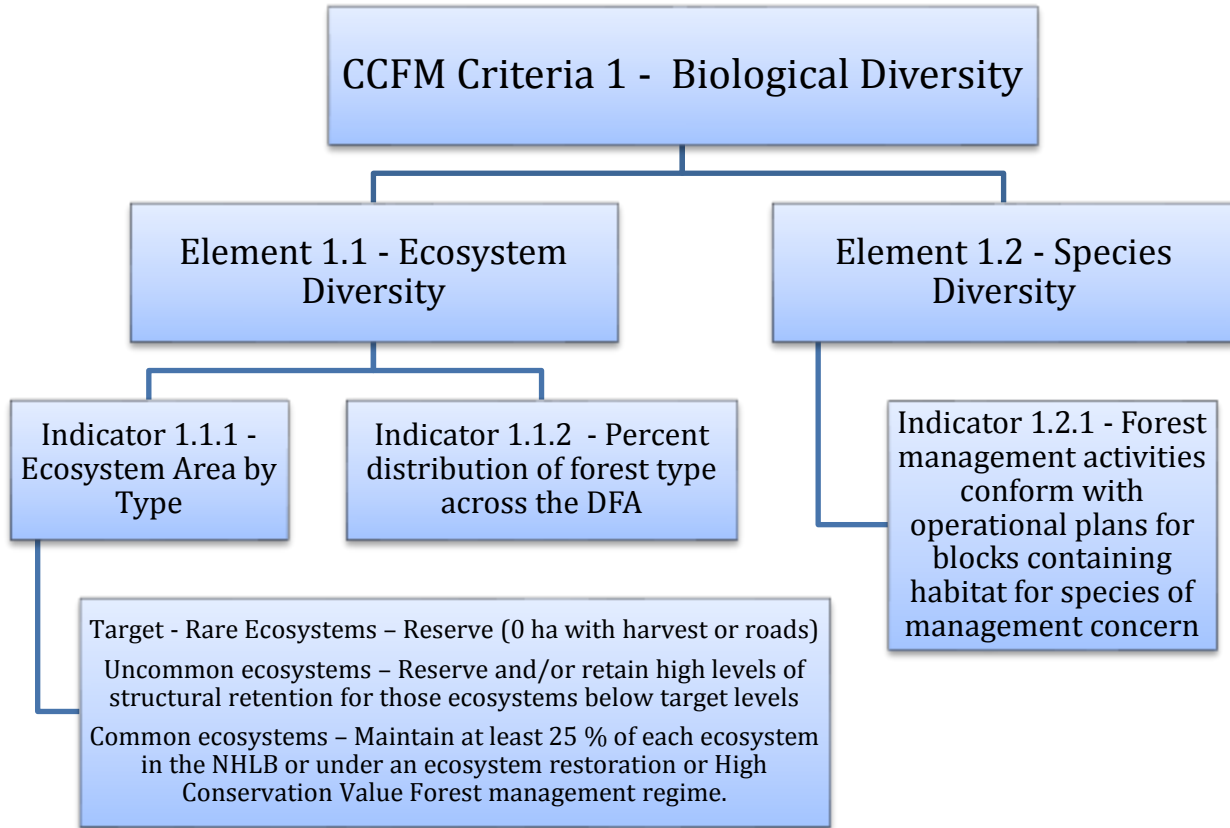 CCFM Criteria 1 -  Biological Diversity
Element 1.1 - Ecosystem
Diversity
Element 1.2 - Species
Diversity
Indicator 1.1.1 -
Ecosystem Area by
Type
Indicator 1.1.2  - Percent
distribution of forest type
across the DFA
Indicator 1.2.1 - Forest
management activities
conform with
operational plans for
blocks containing
habitat for species of
management concern
Target - Rare Ecosystems – Reserve (0 ha with harvest or roads)
Uncommon ecosystems – Reserve and/or retain high levels of
structural retention for those ecosystems below target levels
Common ecosystems – Maintain at least 25 % of each ecosystem
in the NHLB or under an ecosystem restoration or High
Conservation Value Forest management regime.